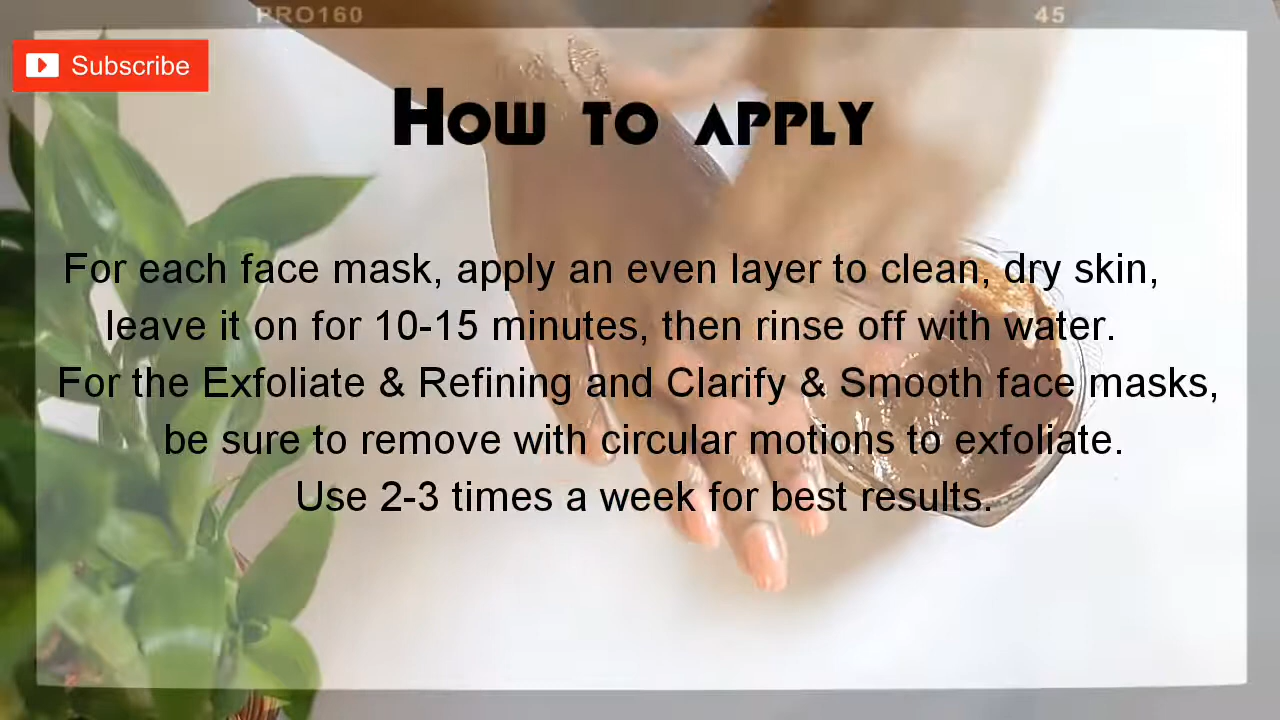 PRO160 45
Subscribe
How to apply
For each face mask, apply an even layer to clean, dry skin,
leave it on for 10-15 minutes, then rinse off with water.
For the Exfoliate & Refining and Clarify & Smooth face masks,
be sure to remove with circular motions to exfoliate.
Use 2-3 times a week for best results.